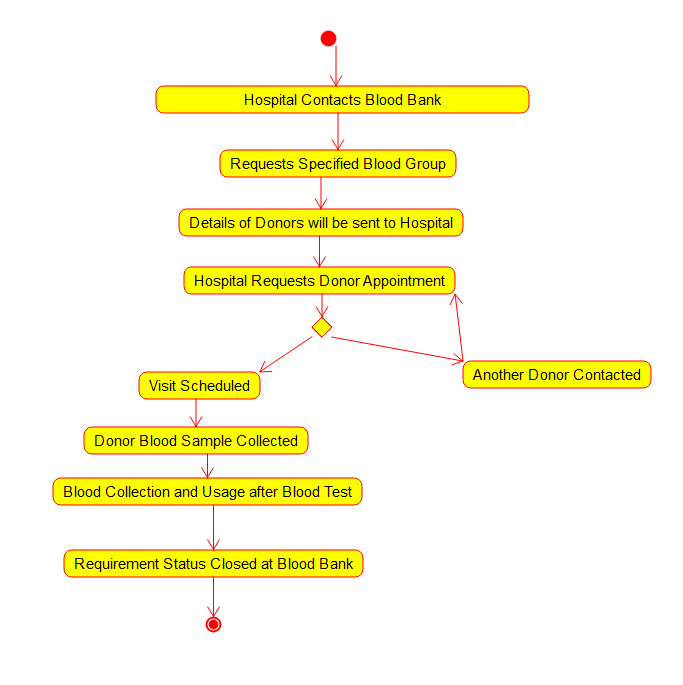 Hospital Contacts Blood Bank
Requests Specified Blood Group
Details of Donors will be sent to Hospital
Hospital Requests Donor Appointment
Another Donor Contacted
Visit Scheduled
Donor Blood Sample Collected
Blood Collection and Usage after Blood Test
Requirement Status Closed at Blood Bank